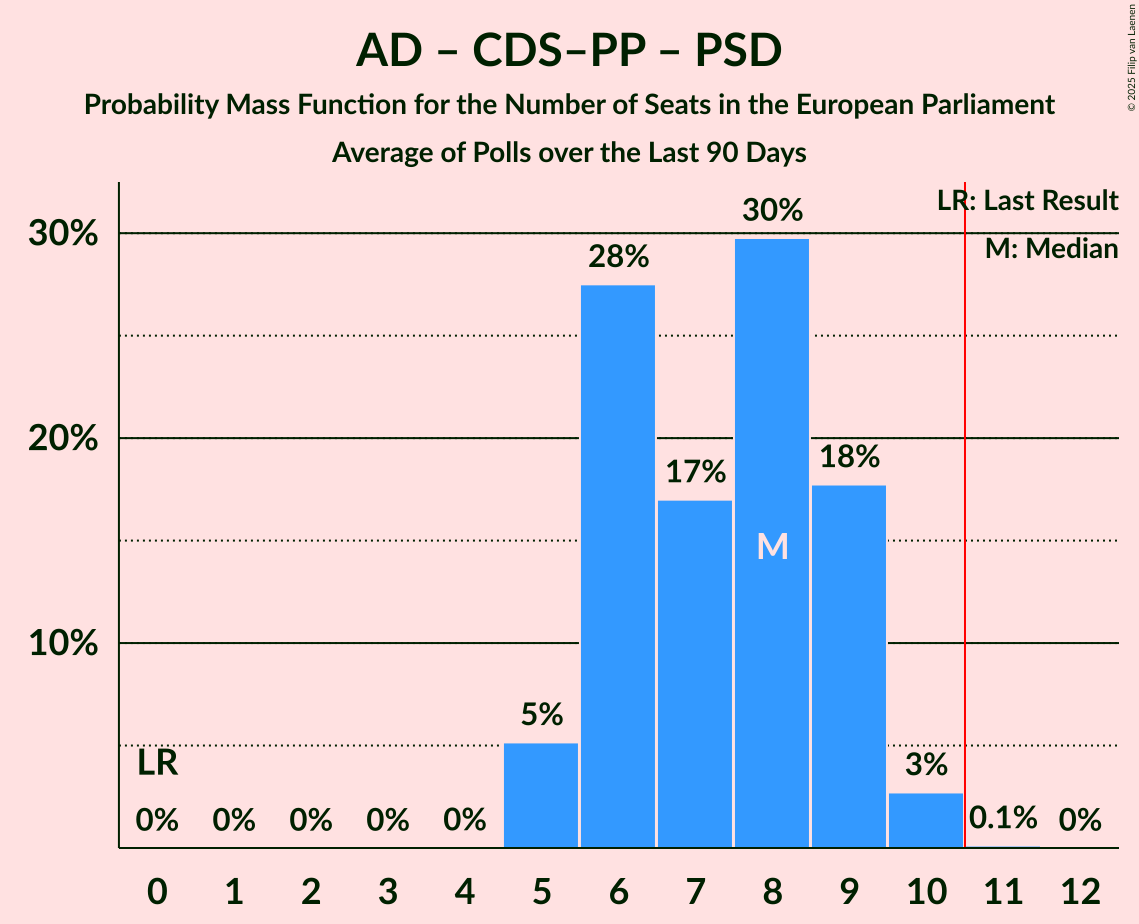 AD – CDS–PP – PSD
Probability Mass Function for the Number of Seats in the European Parliament
Average of Polls over the Last 90 Days
© 2025 Filip van Laenen
LR: Last Result
M: Median
30%
20%
10%
LR
0%
0%
0%
0%
0%
5%
28%
17%
30%
M
18%
3%
0.1%
0%
0 1 2 3 4 5 6 7 8 9 10 11 12